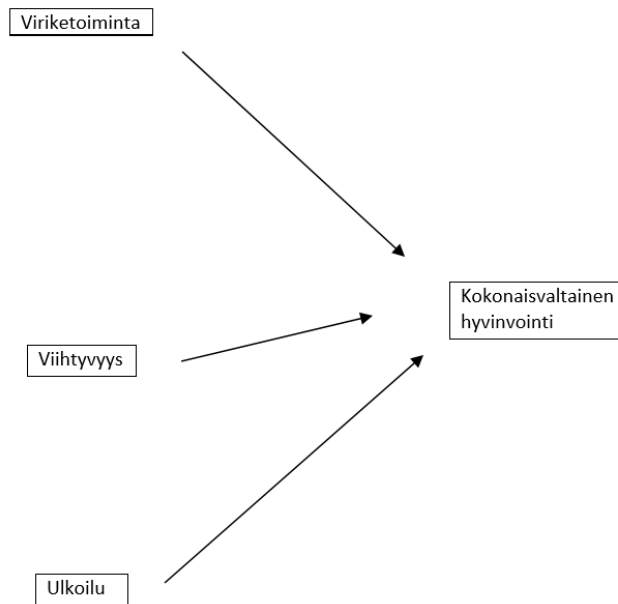 Viriketoiminta
Kokonaisvaltainen
hyvinvointi
Viihtyvyys
Ulkoilu